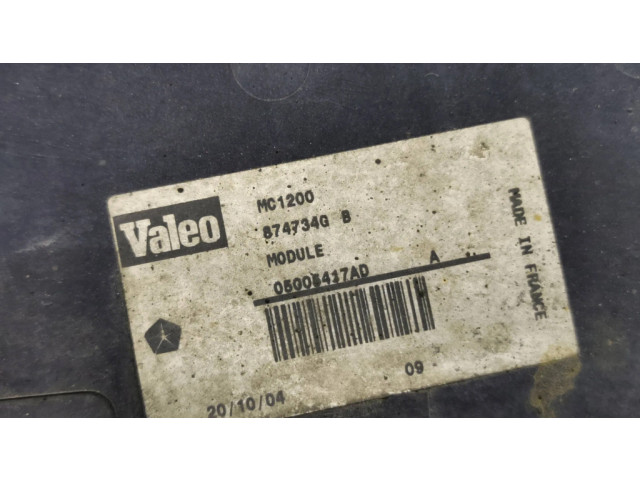 Valeo
MC1200
874734G B
MODULE
05005417AD A
20/10/04
09
MADE IN FRANCE